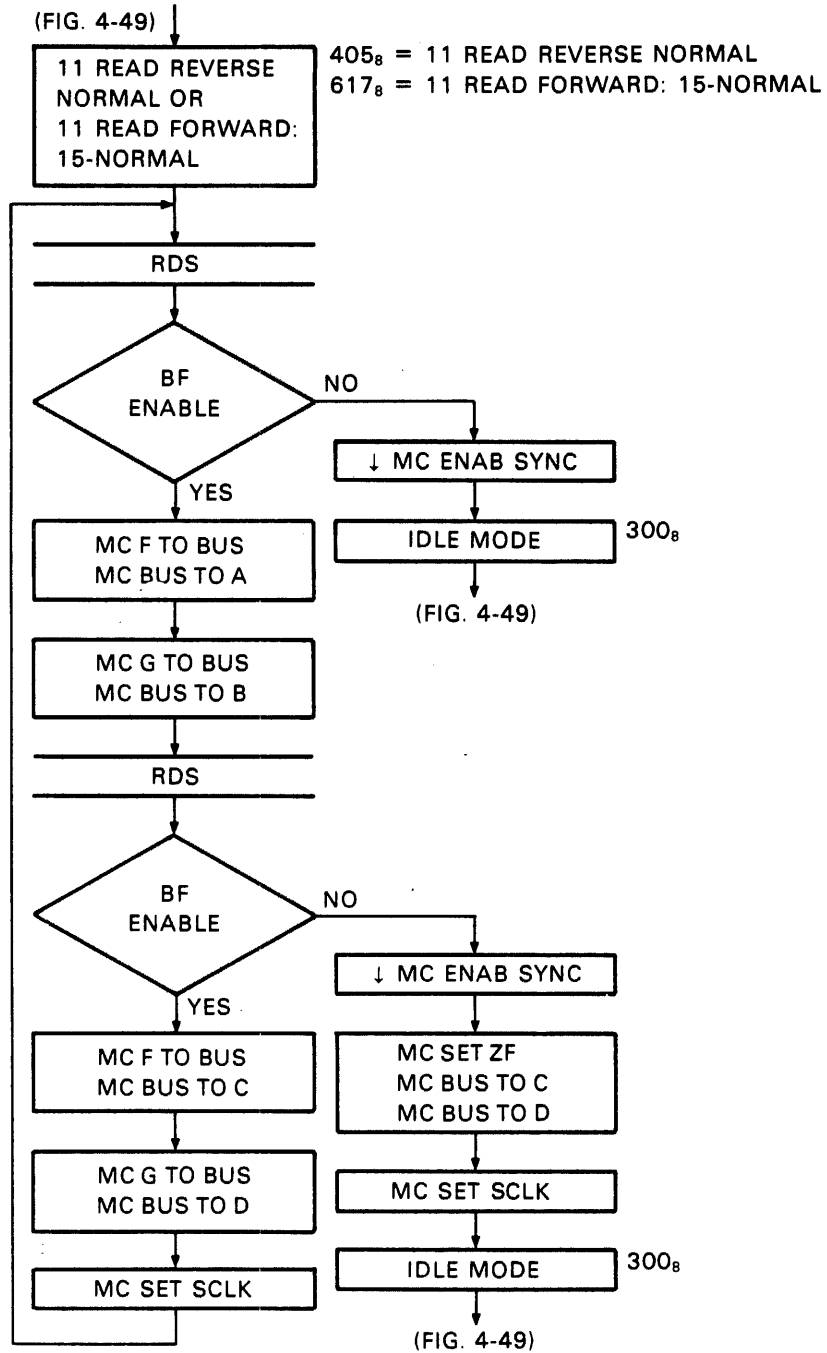 (FIG. 4-49)
11 READ REVERSE
NORMAL OR
11 READ FORWARD:
15-NORMAL
405₈ = 11 READ REVERSE NORMAL
617₈ = 11 READ FORWARD: 15-NORMAL
RDS
BF
ENABLE
NO
YES
↓ MC ENAB SYNC
IDLE MODE
300₈
(FIG. 4-49)
MC F TO BUS
MC BUS TO A
MC G TO BUS
MC BUS TO B
RDS
BF
ENABLE
NO
YES
↓ MC ENAB SYNC
MC SET ZF
MC BUS TO C
MC BUS TO D
MC SET SCLK
IDLE MODE
300₈
(FIG. 4-49)
MC F TO BUS
MC BUS TO C
MC G TO BUS
MC BUS TO D
MC SET SCLK